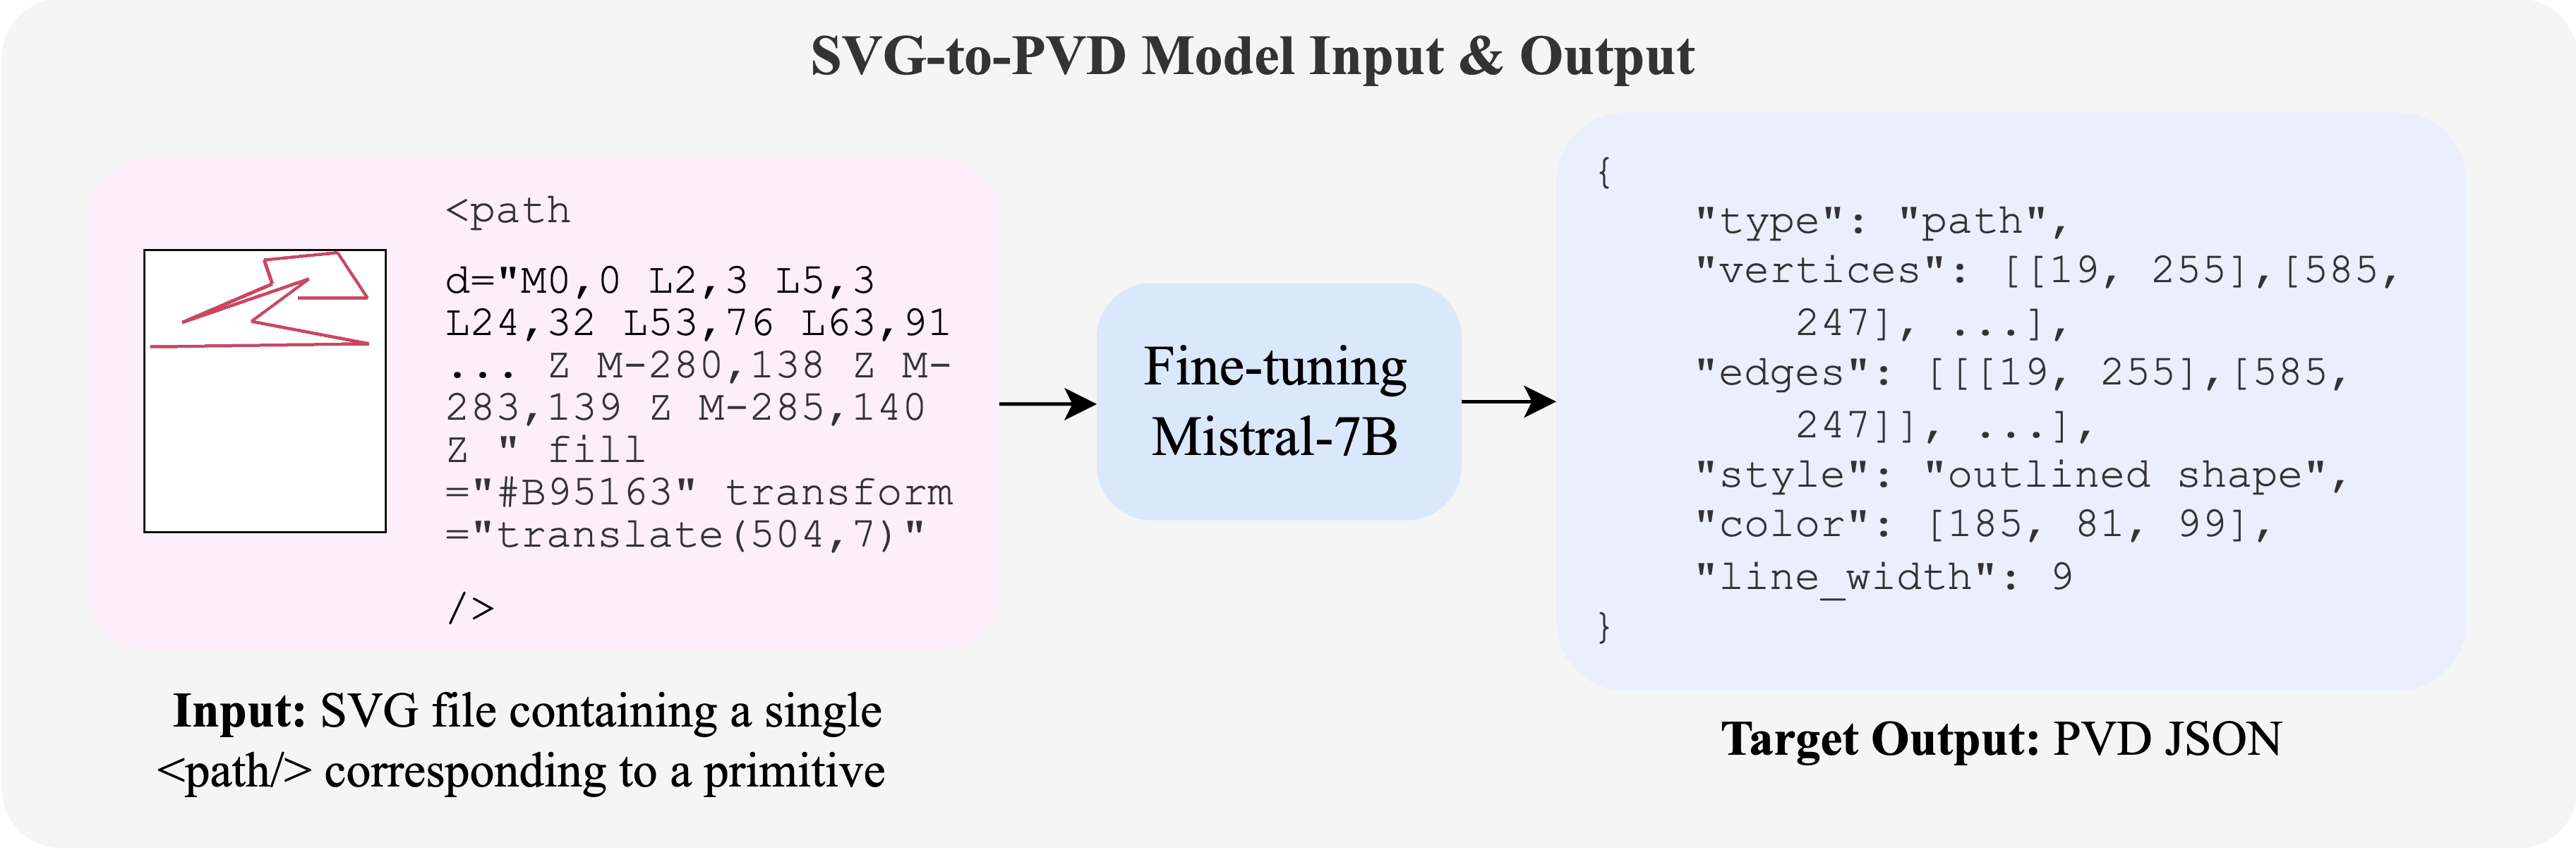 SVG-to-PVD Model Input & Output
<path
d="M0,0 L2,3 L5,3
L24,32 L53,76 L63,91
... Z M-280,138 Z M-
283,139 Z M-285,140
Z " fill
="#B95163" transform
="translate(504,7)"
/>
Input: SVG file containing a single
<path/> corresponding to a primitive
Fine-tuning
Mistral-7B
{
"type": "path",
"vertices": [[19, 255],[585,
247], ...],
"edges": [[[19, 255],[585,
247]], ...],
"style": "outlined shape",
"color": [185, 81, 99],
"line_width": 9
}
Target Output: PVD JSON